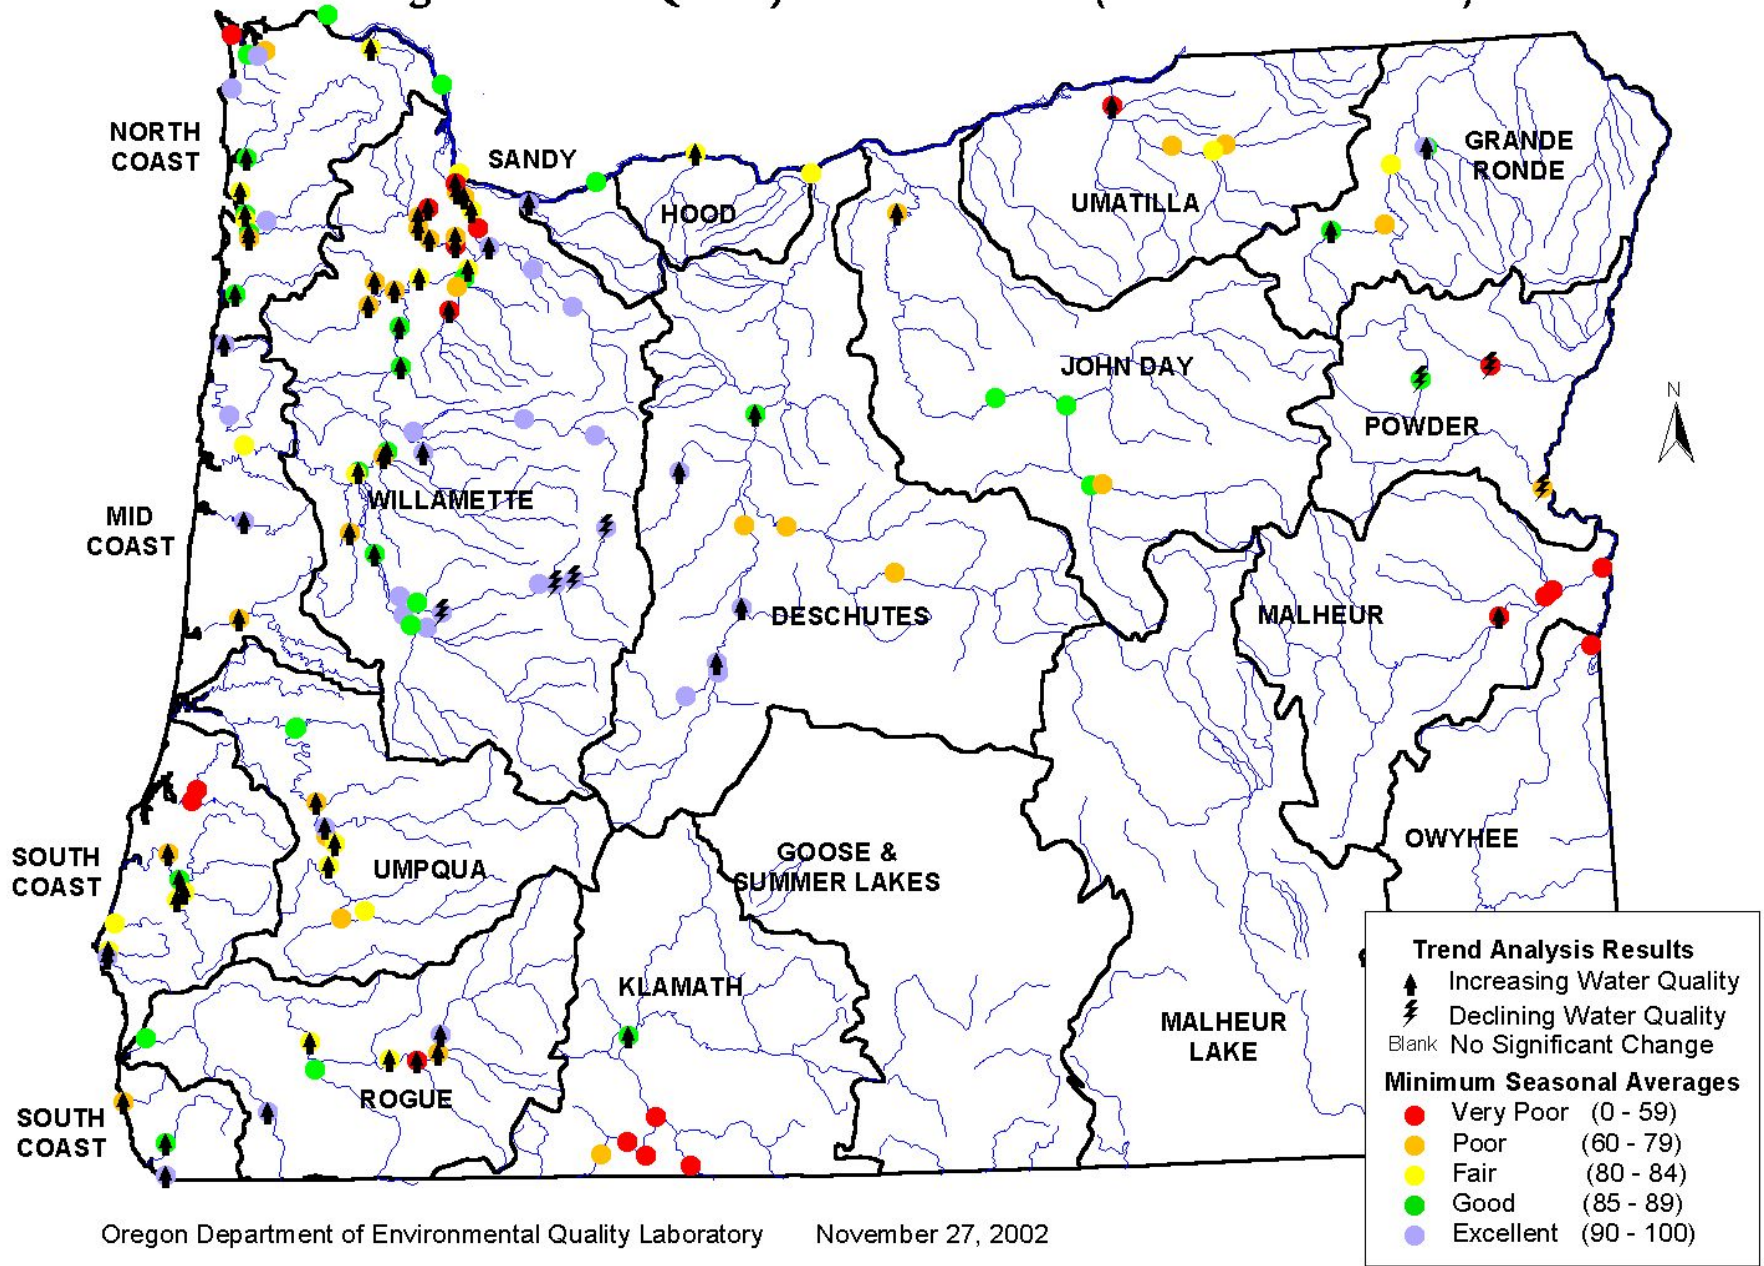 NORTH
COAST
SANDY
HOOD
UMATILLA
GRANDE
RONDE
JOHN DAY
POWDER
N
WILLAMETTE
MID
COAST
DESCHUTES
MALHEUR
OWYHEE
SOUTH
COAST
UMPQUA
GOOSE &
SUMMER LAKES
KLAMATH
MALHEUR
LAKE
ROGUE
SOUTH
COAST
Trend Analysis Results
Increasing Water Quality
Declining Water Quality
Blank No Significant Change
Minimum Seasonal Averages
Very Poor (0 - 59)
Poor (60 - 79)
Fair (80 - 84)
Good (85 - 89)
Excellent (90 - 100)
Oregon Department of Environmental Quality Laboratory November 27, 2002